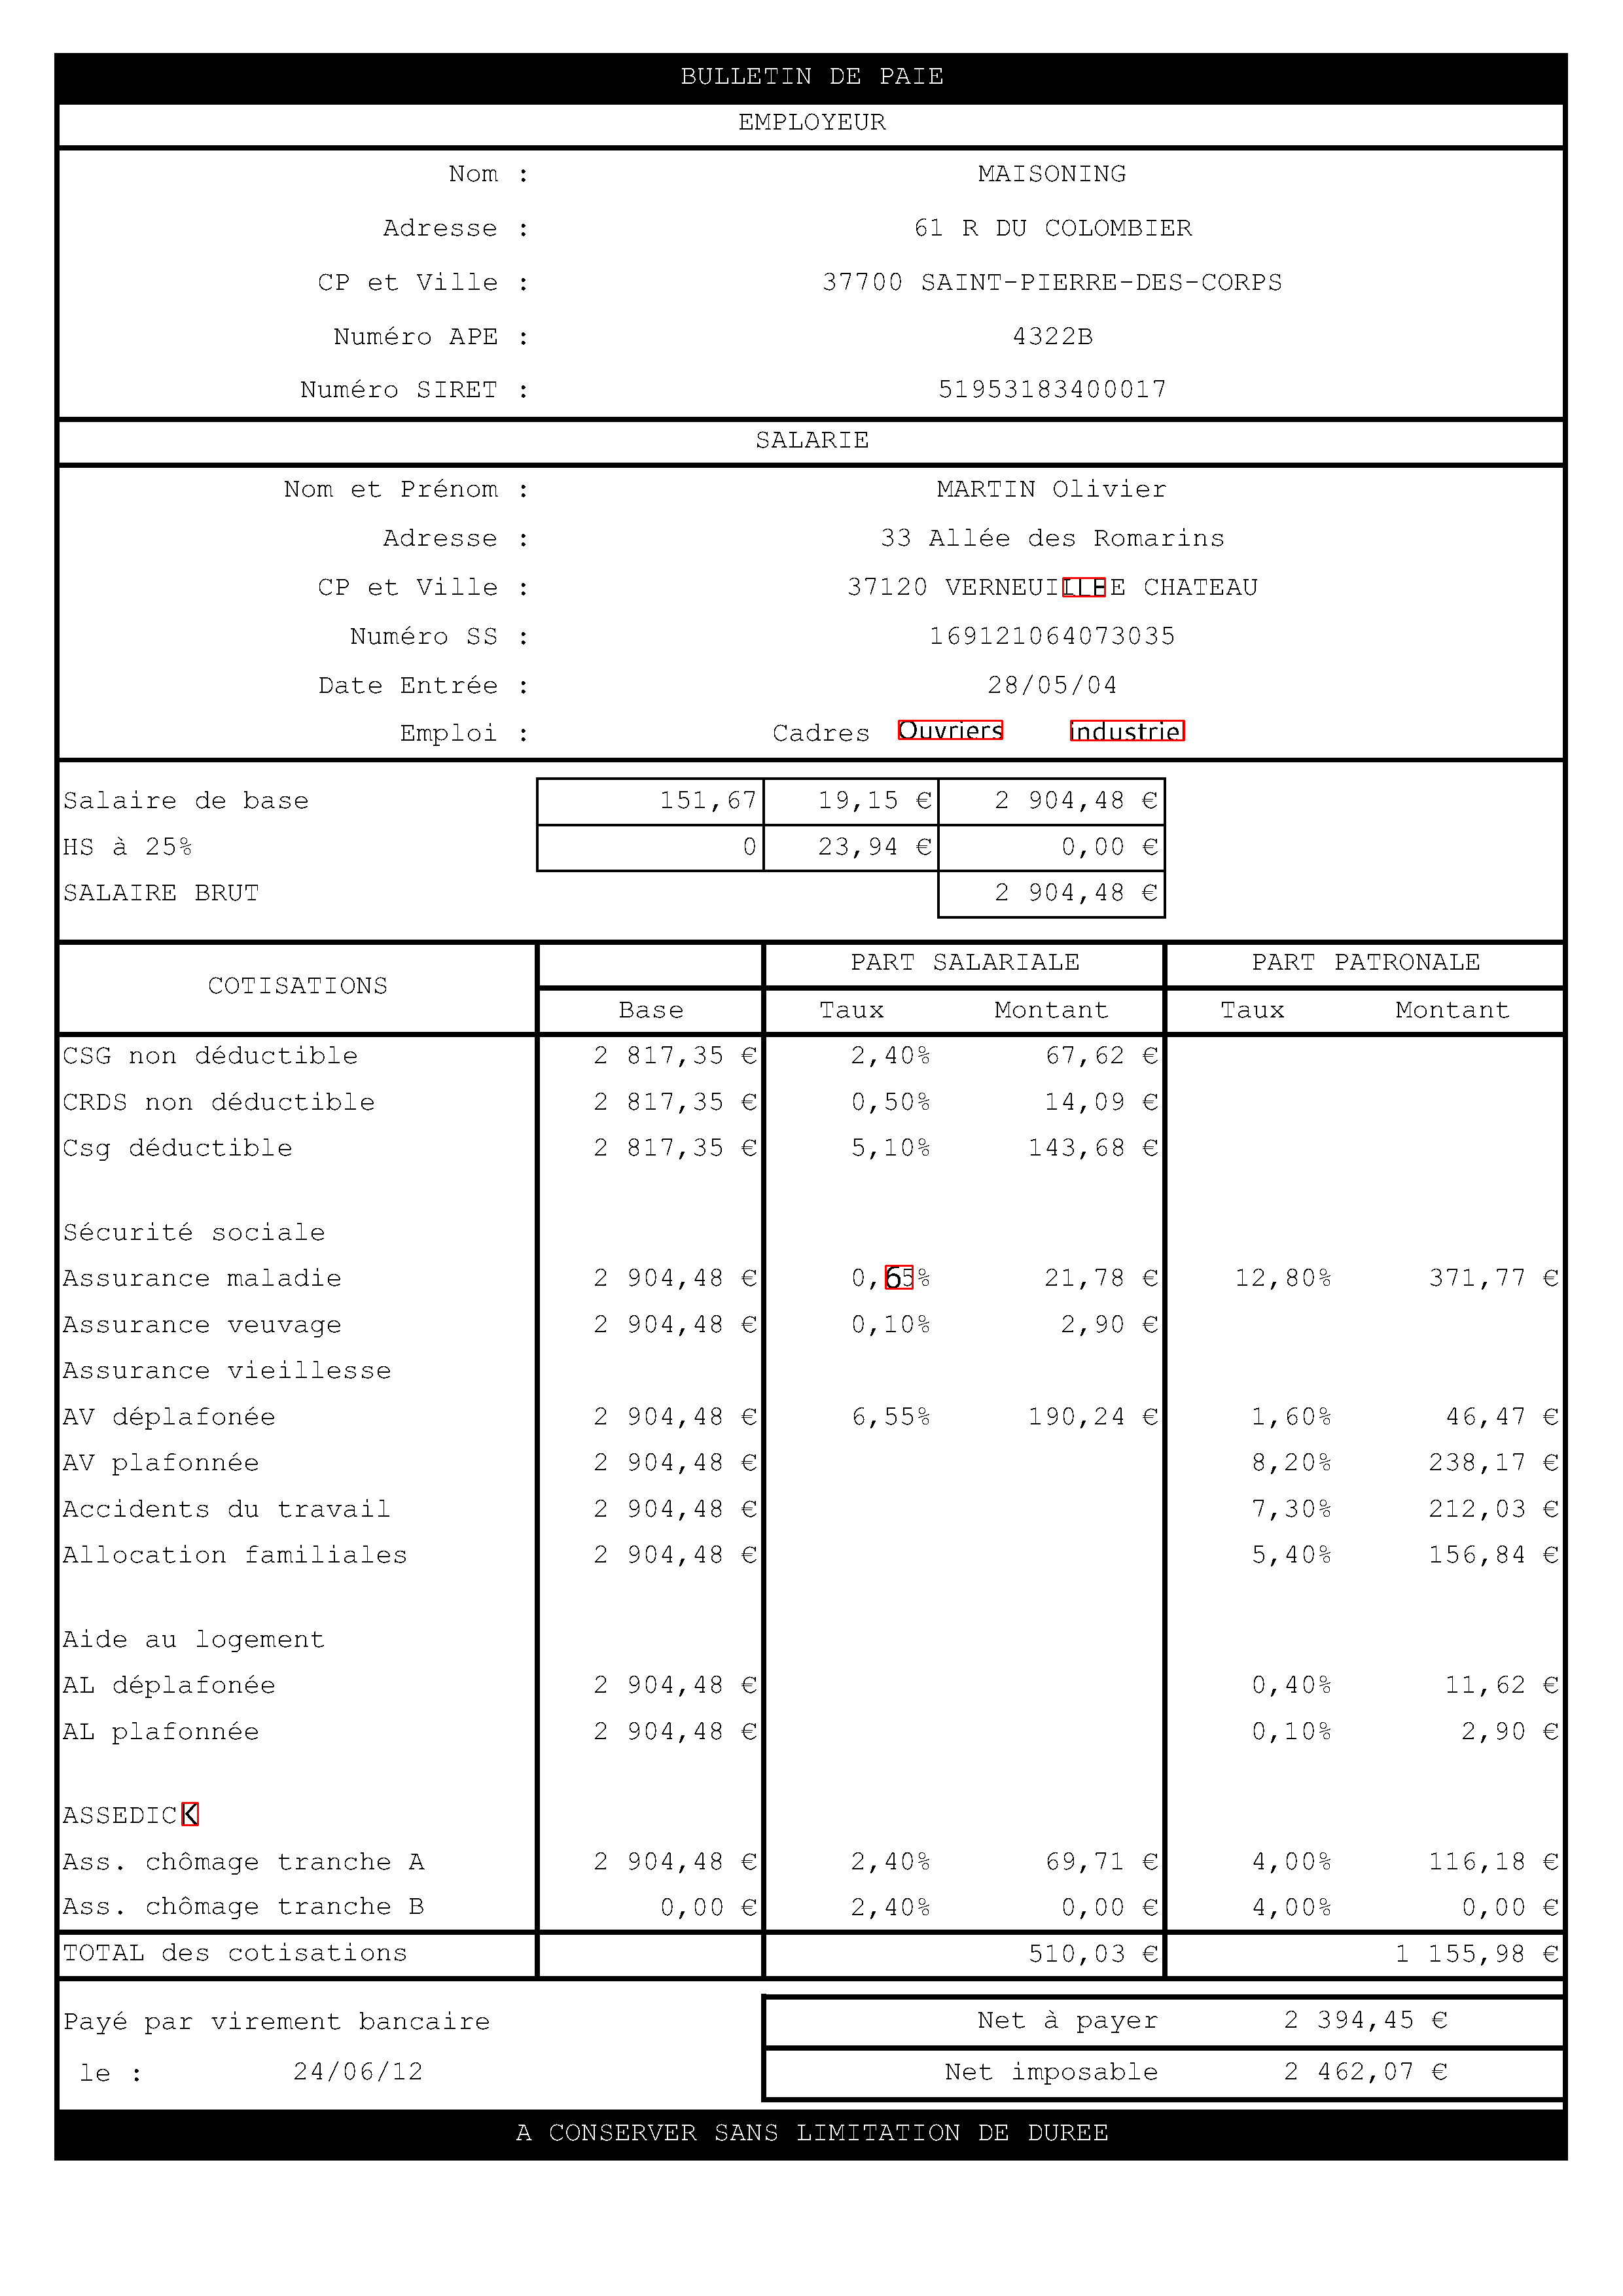 BULLETIN DE PAIE
EMPLOYEUR
Nom : MAISONING
Adresse : 61 R DU COLOMBIER
CP et Ville : 37700 SAINT-PIERRE-DES-CORPS
Numéro APE : 4322B
Numéro SIRET : 51953183400017
SALARIE
Nom et Prénom : MARTIN Olivier
Adresse : 33 Allée des Romarins
CP et Ville : 37120 CHATEAU
Numéro SS : 169121064073035
Date Entrée : 28/05/04
Emploi : Cadres Ouvriers industriel
Salaire de base 151,67 19,15 € 2 904,48 €
HS à 25% 0 23,94 € 0,00 €
SALAIRE BRUT 2 904,48 €
COTISATIONS PART SALARIALE PART PATRONALE
Base Taux Montant Taux Montant
CSG non déductible 2 817,35 € 2,40% 67,62 €
CRDS non déductible 2 817,35 € 0,50% 14,09 €
Csg déductible 2 817,35 € 5,10% 143,68 €
Sécurité sociale
Assurance maladie 2 904,48 € 21,78 € 12,80% 371,77 €
Assurance veuvage 2 904,48 € 0,10% 2,90 €
Assurance vieillesse
AV déplafonée 2 904,48 € 6,55% 190,24 € 1,60% 46,47 €
AV plafonnée 2 904,48 € 8,20% 238,17 €
Accidents du travail 2 904,48 € 7,30% 212,03 €
Allocation familiales 2 904,48 € 5,40% 156,84 €
Aide au logement
AL déplafonée 2 904,48 € 0,40% 11,62 €
AL plafonnée 2 904,48 € 0,10% 2,90 €
ASSEDICK
Ass. chômage tranche A 2 904,48 € 2,40% 69,71 € 4,00% 116,18 €
Ass. chômage tranche B 0,00 € 2,40% 0,00 € 4,00% 0,00 €
TOTAL des cotisations 510,03 € 1 155,98 €
Payé par virement bancaire Net à payer 2 394,45 €
le : 24/06/12 Net imposable 2 462,07 €
A CONSERVER SANS LIMITATION DE DUREE